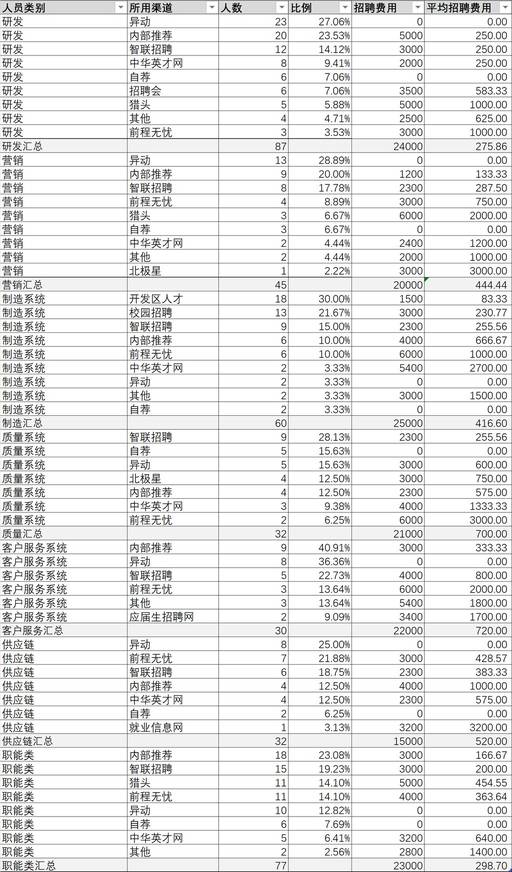 人员类别 所用渠道 人数 比例 招聘费用 平均招聘费用
研发 异动 23 27.06% 0 0.00
研发 内部推荐 20 23.53% 5000 250.00
研发 智联招聘 12 14.12% 3000 250.00
研发 中华英才网 8 9.41% 2000 250.00
研发 自荐 6 7.06% 0 0.00
研发 招聘会 6 7.06% 3500 583.33
研发 猎头 5 5.88% 5000 1000.00
研发 其他 4 4.71% 2500 625.00
研发 前程无忧 3 3.53% 3000 1000.00
研发汇总 87 24000 275.86
营销 异动 13 28.89% 0 0.00
营销 内部推荐 9 20.00% 1200 133.33
营销 智联招聘 8 17.78% 2300 287.50
营销 前程无忧 4 8.89% 3000 750.00
营销 猎头 3 6.67% 6000 2000.00
营销 自荐 3 6.67% 0 0.00
营销 中华英才网 2 4.44% 2400 1200.00
营销 其他 2 4.44% 2000 1000.00
营销 北极星 1 2.22% 3000 3000.00
营销汇总 45 20000 444.44
制造系统 开发区人才 18 30.00% 1500 83.33
制造系统 校园招聘 13 21.67% 3000 230.77
制造系统 智联招聘 9 15.00% 2300 255.56
制造系统 内部推荐 6 10.00% 4000 666.67
制造系统 前程无忧 6 10.00% 6000 1000.00
制造系统 中华英才网 2 3.33% 5400 2700.00
制造系统 异动 2 3.33% 0 0.00
制造系统 其他 2 3.33% 3000 1500.00
制造系统 自荐 2 3.33% 0 0.00
制造汇总 60 25000 416.60
质量系统 智联招聘 9 28.13% 2300 255.56
质量系统 自荐 5 15.63% 0 0.00
质量系统 异动 5 15.63% 3000 600.00
质量系统 北极星 4 12.50% 3000 750.00
质量系统 内部推荐 4 12.50% 2300 575.00
质量系统 中华英才网 3 9.38% 4000 1333.33
质量系统 前程无忧 2 6.25% 6000 3000.00
质量汇总 32 21000 700.00
客户服务系统 内部推荐 9 40.91% 3000 333.33
客户服务系统 异动 8 36.36% 0 0.00
客户服务系统 智联招聘 5 22.73% 4000 800.00
客户服务系统 前程无忧 3 13.64% 6000 2000.00
客户服务系统 其他 3 13.64% 5400 1800.00
客户服务系统 应届生招聘网 2 9.09% 3400 1700.00
客户服务汇总 30 22000 720.00
供应链 异动 8 25.00% 0 0.00
供应链 前程无忧 7 21.88% 3000 428.57
供应链 智联招聘 6 18.75% 2300 383.33
供应链 内部推荐 4 12.50% 4000 1000.00
供应链 中华英才网 4 12.50% 2300 575.00
供应链 自荐 2 6.25% 0 0.00
供应链 就业信息网 1 3.13% 3200 3200.00
供应链汇总 32 15000 520.00
职能类 内部推荐 18 23.08% 3000 166.67
职能类 智联招聘 15 19.23% 3000 200.00
职能类 猎头 11 14.10% 5000 454.55
职能类 前程无忧 11 14.10% 4000 363.64
职能类 异动 10 12.82% 0 0.00
职能类 自荐 6 7.69% 0 0.00
职能类 中华英才网 5 6.41% 3200 640.00
职能类 其他 2 2.56% 2800 1400.00
职能类汇总 77 23000 298.70